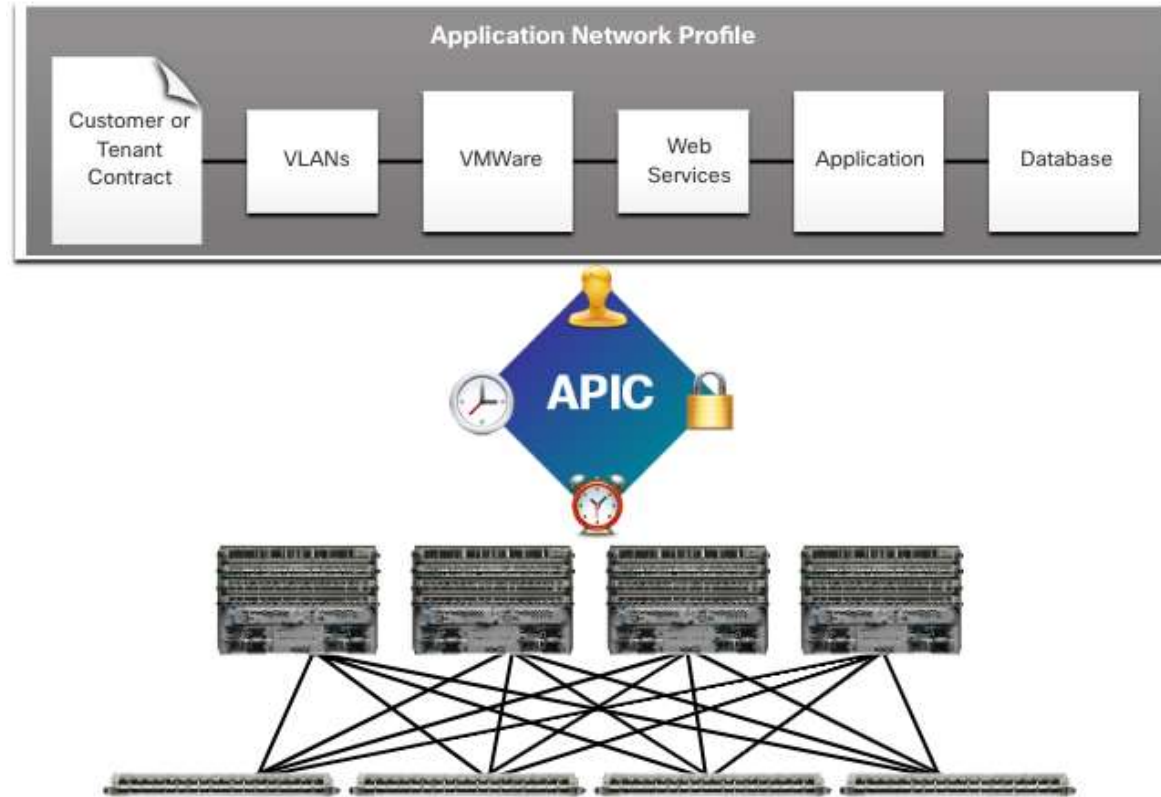 Application Network Profile
Customer or
Tenant
Contract
VLANs
VMWare
Web
Services
Application
Database
APIC